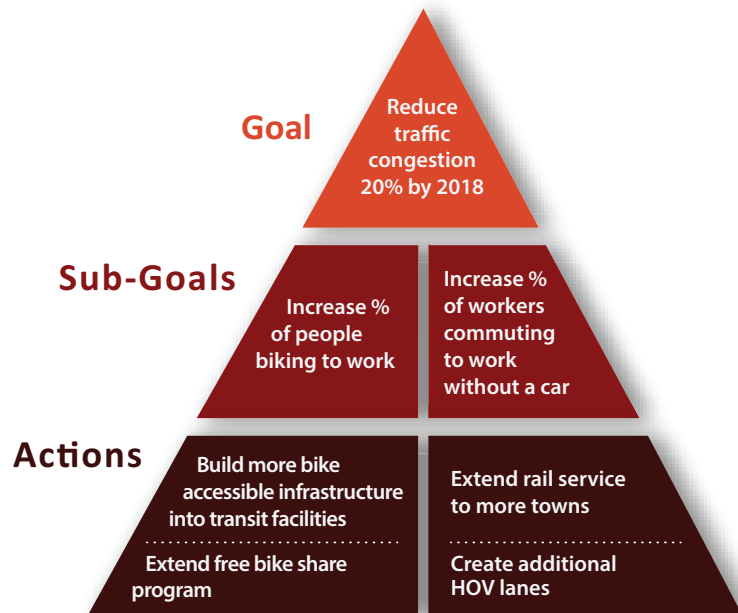 Goal
Reduce
traffic
congestion
20% by 2018
Sub-Goals
Increase %
of people
biking to work
Increase %
of workers
commuting
to work
without a car
Actions
Build more bike
accessible infrastructure
into transit facilities
Extend free bike share
program
Extend rail service
to more towns
Create additional
HOV lanes